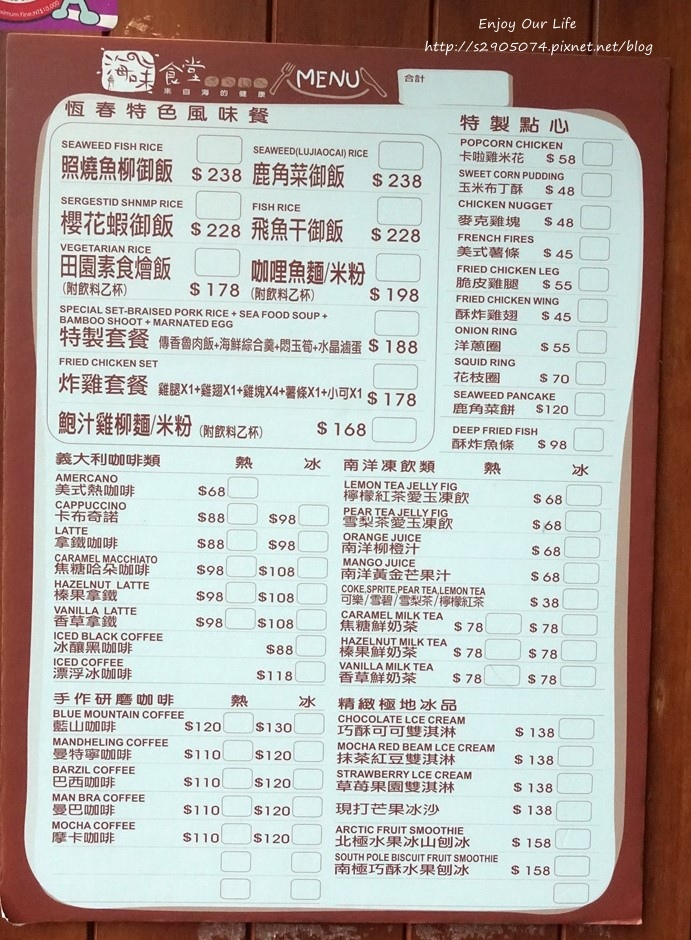 Maximum Fine.NT$10,000
Enjoy Our Life
http://s2905074.pixnet.net/blog
海味食堂
來自海的健康
MENU
合計
恆春特色風味餐
SEAWEED FISH RICE
照燒魚柳御飯 $238
SEAWEED(LUJIAOCAI) RICE
鹿角菜御飯 $238
SERGESTID SHNMP RICE
櫻花蝦御飯 $228
FISH RICE
飛魚干御飯 $228
VEGETARIAN RICE
田園素食燴飯
(附飲料乙杯) $178
咖哩魚麵/米粉
(附飲料乙杯) $198
SPECIAL SET-BRAISED PORK RICE + SEA FOOD SOUP +
BAMBOO SHOOT + MARNATED EGG
特製套餐 傳香魯肉飯+海鮮綜合羹+悶玉筍+水晶滷蛋 $188
FRIED CHICKEN SET
炸雞套餐 雞腿X1+雞翅X1+雞塊X4+薯條X1+小可X1 $178
鮑汁雞柳麵/米粉 (附飲料乙杯) $168
特製點心
POPCORN CHICKEN
卡啦雞米花 $58
SWEET CORN PUDDING
玉米布丁酥 $48
CHICKEN NUGGET
麥克雞塊 $48
FRENCH FIRES
美式薯條 $45
FRIED CHICKEN LEG
脆皮雞腿 $55
FRIED CHICKEN WING
酥炸雞翅 $45
ONION RING
洋蔥圈 $55
SQUID RING
花枝圈 $70
SEAWEED PANCAKE
鹿角菜餅 $120
DEEP FRIED FISH
酥炸魚條 $98
義大利咖啡類 熱 冰
AMERCANO
美式熱咖啡 $68
CAPPUCCINO
卡布奇諾 $88 $98
LATTE
拿鐵咖啡 $88 $98
CARAMEL MACCHIATO
焦糖哈朵咖啡 $98 $108
HAZELNUT LATTE
榛果拿鐵 $98 $108
VANILLA LATTE
香草拿鐵 $98 $108
ICED BLACK COFFEE
冰釀黑咖啡 $88
ICED COFFEE
漂浮冰咖啡 $118
南洋凍飲類 熱 冰
LEMON TEA JELLY FIG
檸檬紅茶愛玉凍飲 $68
PEAR TEA JELLY FIG
雪梨茶愛玉凍飲 $68
ORANGE JUICE
南洋柳橙汁 $68
MANGO JUICE
南洋黃金芒果汁 $68
COKE,SPRITE,PEAR TEA,LEMON TEA
可樂/雪碧/雪梨茶/檸檬紅茶 $38
CARAMEL MILK TEA
焦糖鮮奶茶 $78 $78
HAZELNUT MILK TEA
榛果鮮奶茶 $78 $78
VANILLA MILK TEA
香草鮮奶茶 $78 $78
手作研磨咖啡 熱 冰
BLUE MOUNTAIN COFFEE
藍山咖啡 $120 $130
MANDHELING COFFEE
曼特寧咖啡 $110 $120
BARZIL COFFEE
巴西咖啡 $110 $120
MAN BRA COFFEE
曼巴咖啡 $110 $120
MOCHA COFFEE
摩卡咖啡 $110 $120
精緻極地冰品
CHOCOLATE LCE CREAM
巧酥可可雙淇淋 $138
MOCHA RED BEAM LCE CREAM
抹茶紅豆雙淇淋 $138
STRAWBERRY LCE CREAM
草莓果園雙淇淋 $138
現打芒果冰沙 $138
ARCTIC FRUIT SMOOTHIE
北極水果冰山刨冰 $158
SOUTH POLE BISCUIT FRUIT SMOOTHIE
南極巧酥水果刨冰 $158